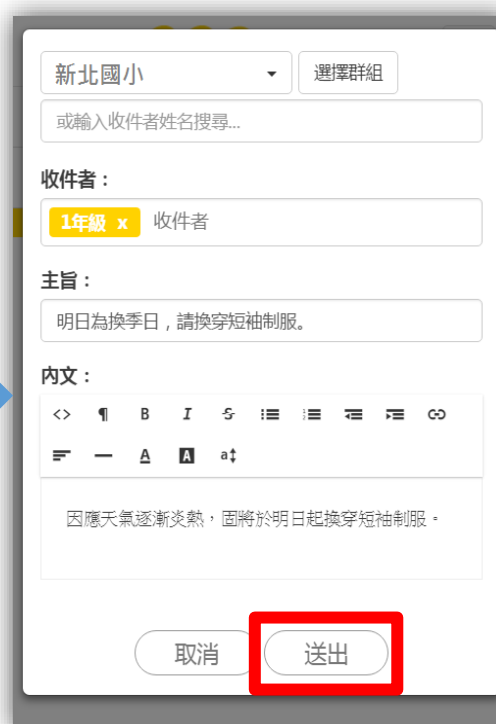 新北國小 選擇群組
或輸入收件者姓名搜尋...
收件者：
1年級 x 收件者
主旨：
明日為換季日，請換穿短袖制服。
內文：
<> ¶ B I S
— A A a↕
因應天氣逐漸炎熱，固將於明日起換穿短袖制服。
取消 送出